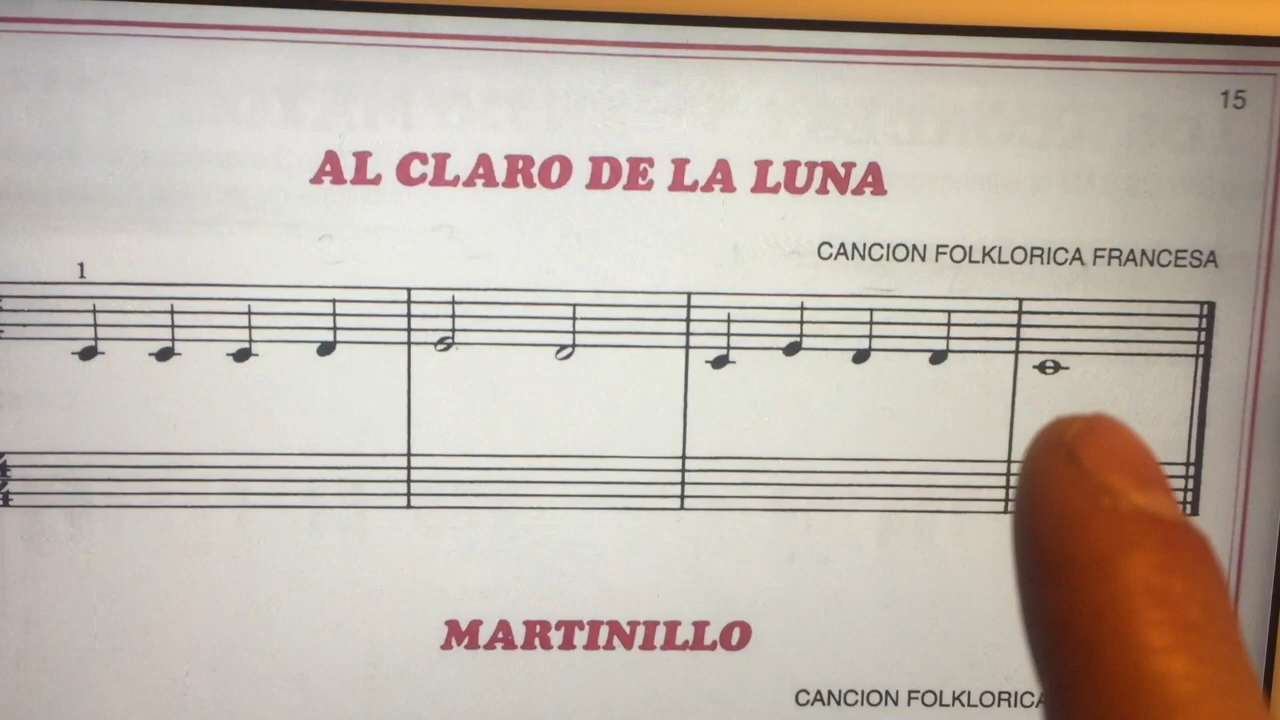 15
AL CLARO DE LA LUNA
CANCION FOLKLORICA FRANCESA
1
MARTINILLO
CANCION FOLKLORICA